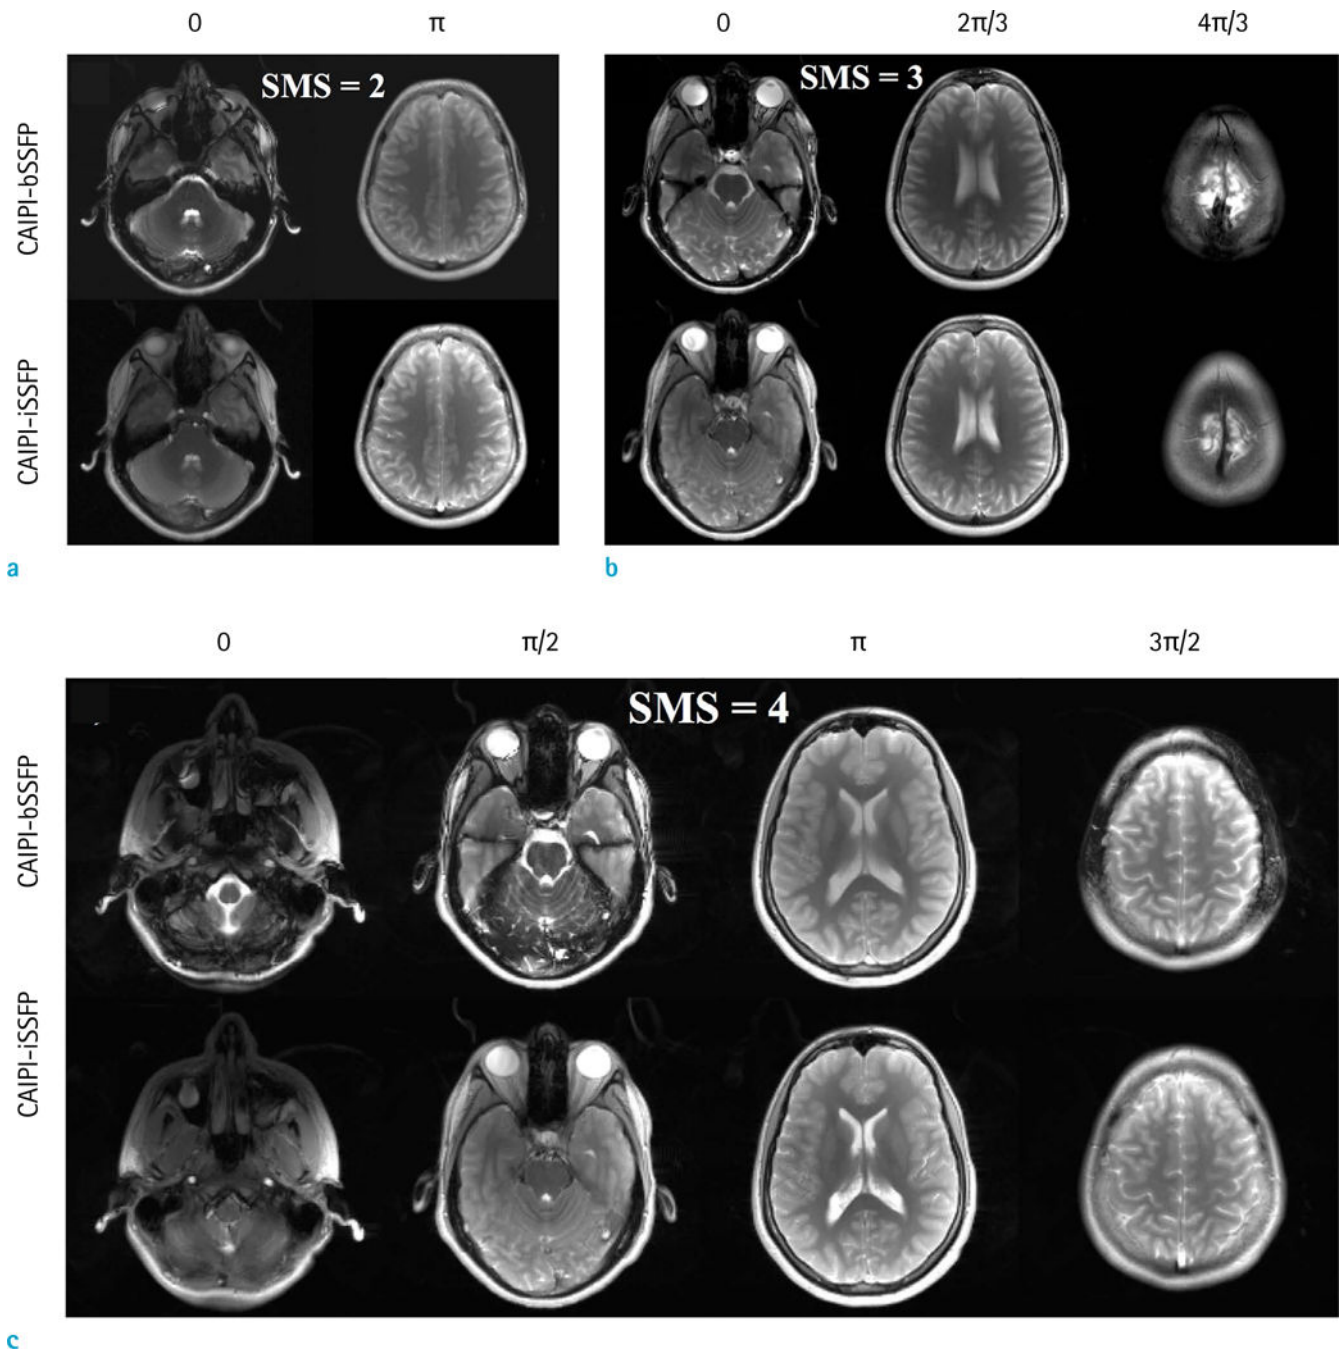 0 π
SMS = 2
CAIPI-bSSFP
CAIPI-iSSFP
a
0 2π/3 4π/3
SMS = 3
b
0 π/2 π 3π/2
SMS = 4
CAIPI-bSSFP
CAIPI-iSSFP
c